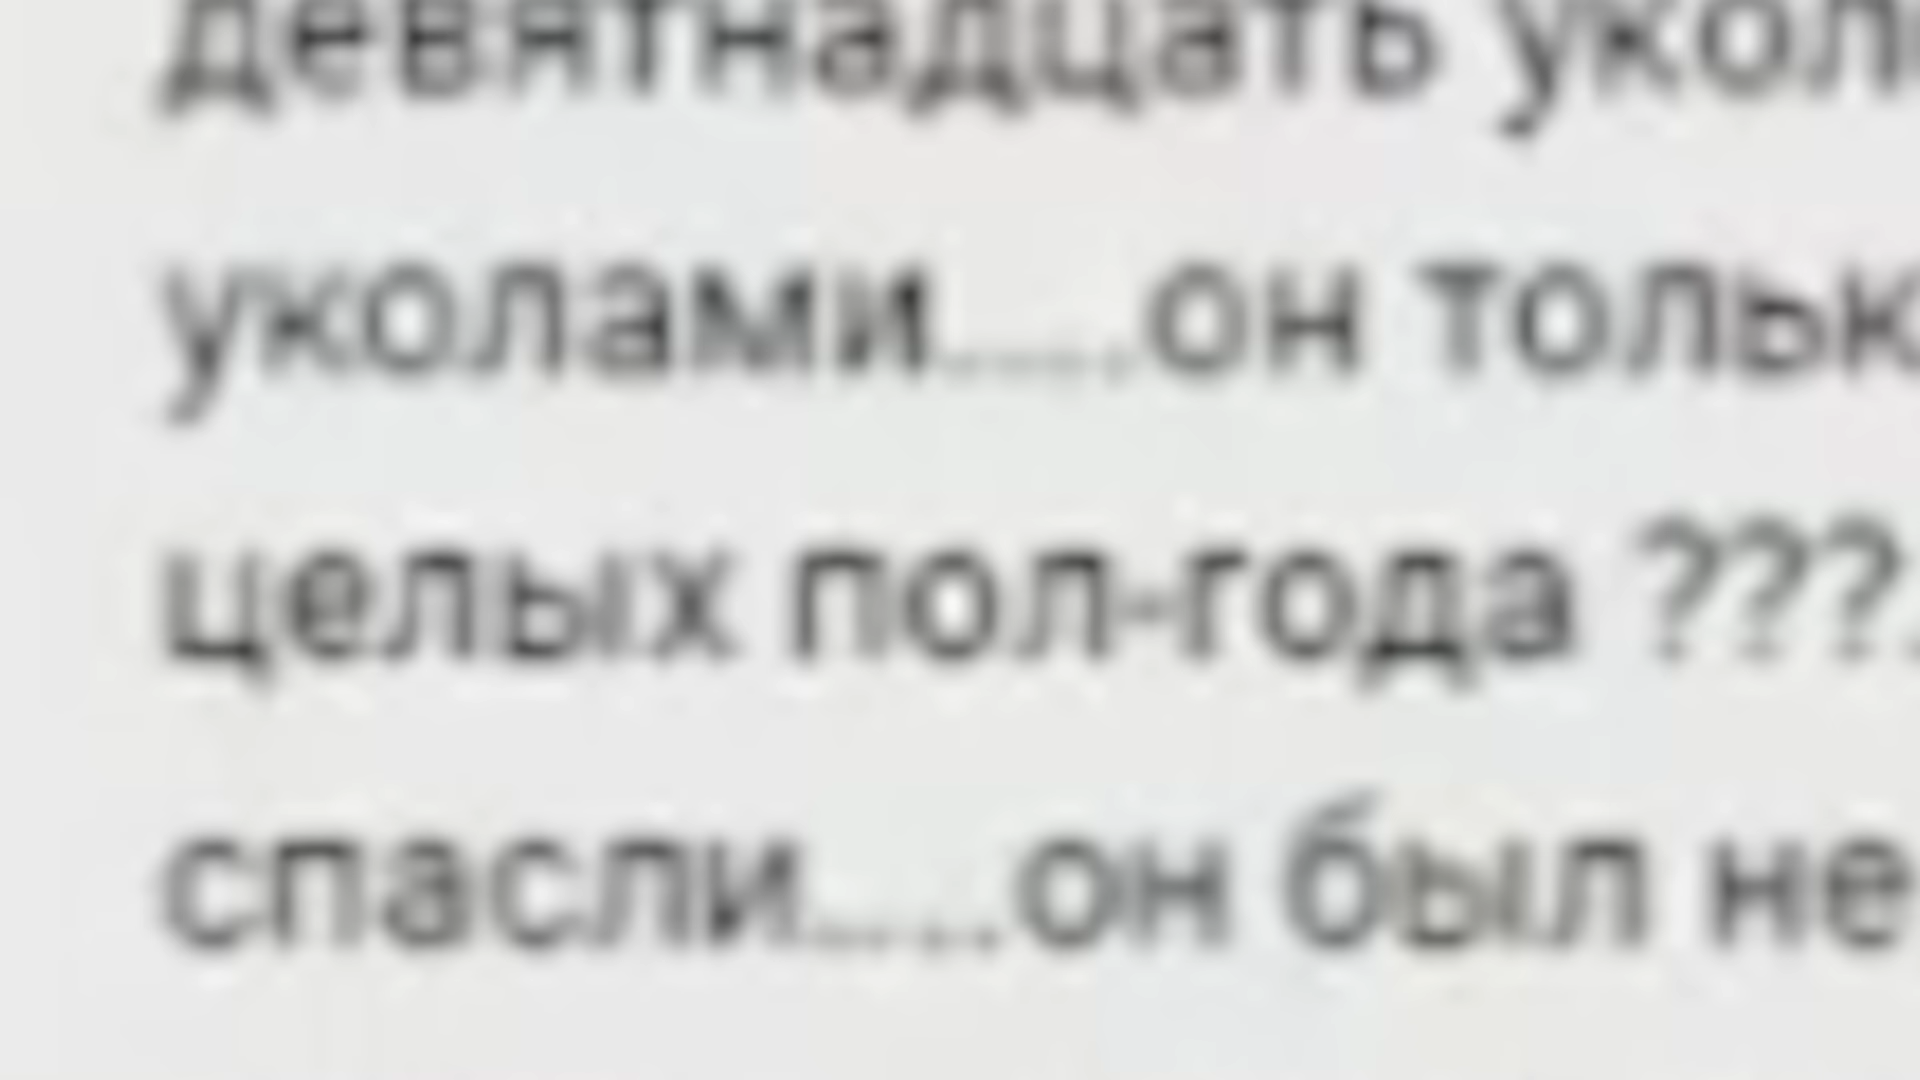 девятнадцать укол
уколами.....он тольк
целых пол-года ???.
спасли.....он был не